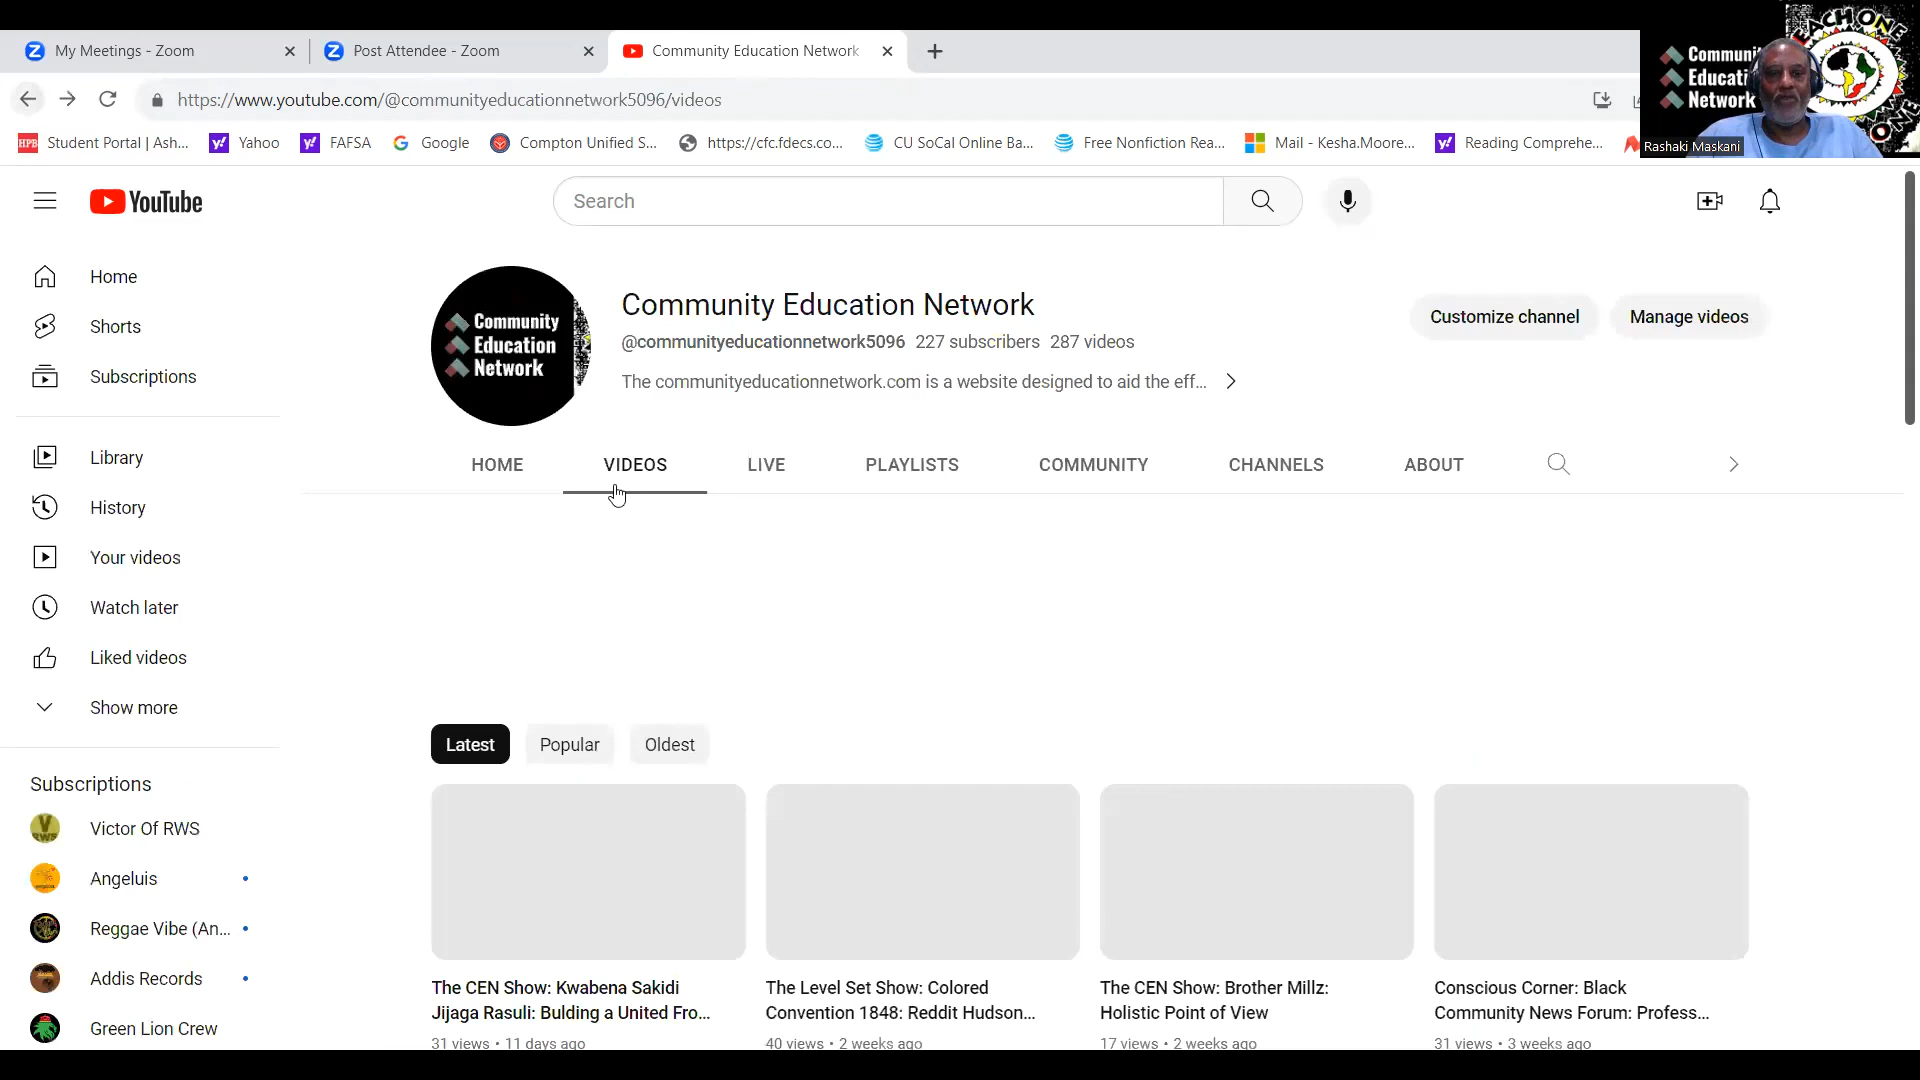 My Meetings - Zoom
Post Attendee - Zoom
Community Education Network
https://www.youtube.com/@communityeducationnetwork5096/videos
Student Portal | Ash...
Yahoo
FAFSA
Google
Compton Unified S...
https://cfc.fdecs.co...
CU SoCal Online Ba...
Free Nonfiction Rea...
Mail - Kesha.Moore...
Reading Comprehe...
Communi
Educati
Network
EACH ONE
ONE
Rashaki Maskani
YouTube
Search
Home
Shorts
Subscriptions
Library
History
Your videos
Watch later
Liked videos
Show more
Subscriptions
Victor Of RWS
Angeluis
Reggae Vibe (An...
Addis Records
Green Lion Crew
Community
Education
Network
Community Education Network
@communityeducationnetwork5096 227 subscribers 287 videos
The communityeducationnetwork.com is a website designed to aid the eff...
Customize channel
Manage videos
HOME
VIDEOS
LIVE
PLAYLISTS
COMMUNITY
CHANNELS
ABOUT
Latest
Popular
Oldest
The CEN Show: Kwabena Sakidi
Jijaga Rasuli: Bulding a United Fro...
31 views • 11 days ago
The Level Set Show: Colored
Convention 1848: Reddit Hudson...
40 views • 2 weeks ago
The CEN Show: Brother Millz:
Holistic Point of View
17 views • 2 weeks ago
Conscious Corner: Black
Community News Forum: Profess...
31 views • 3 weeks ago